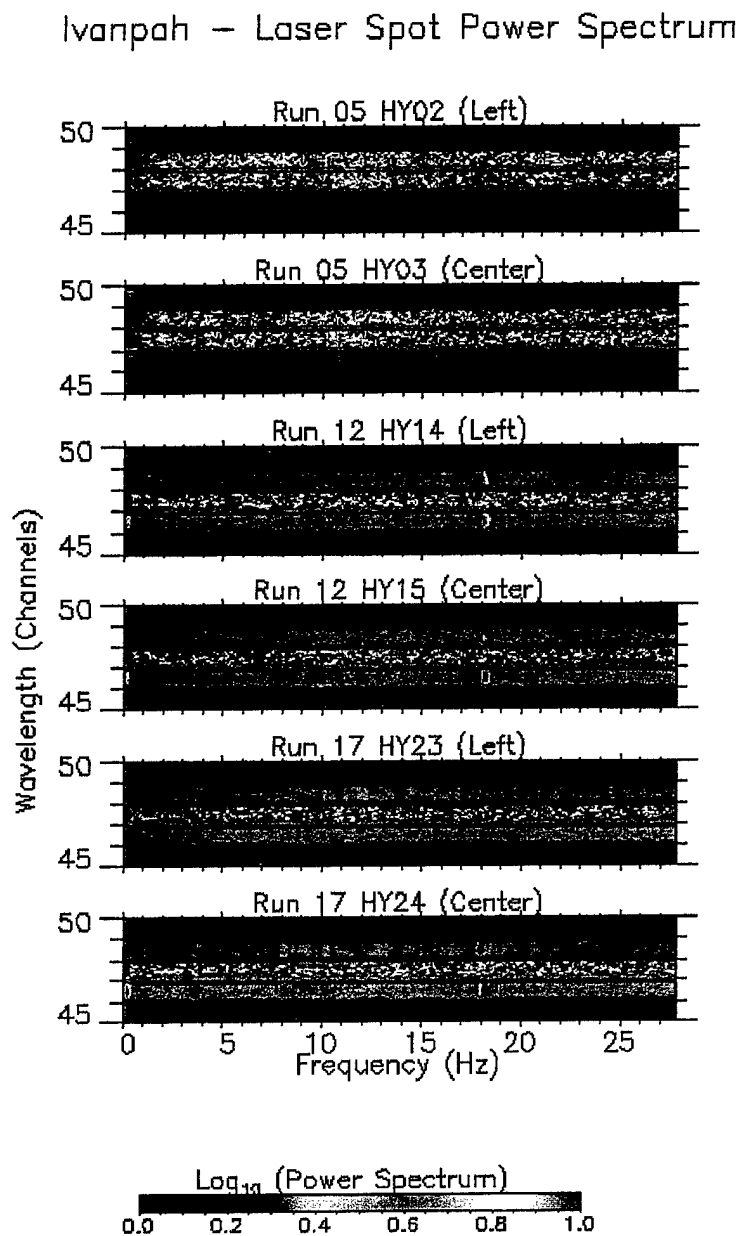 Ivanpah – Laser Spot Power Spectrum
Run 05 HY02 (Left)
50
45
Run 05 HY03 (Center)
50
45
Run 12 HY14 (Left)
50
45
Run 12 HY15 (Center)
50
45
Run 17 HY23 (Left)
50
45
Run 17 HY24 (Center)
50
45
Wavelength (Channels)
0 5 10 15 20 25
Frequency (Hz)
Log₁₀ (Power Spectrum)
0.0 0.2 0.4 0.6 0.8 1.0